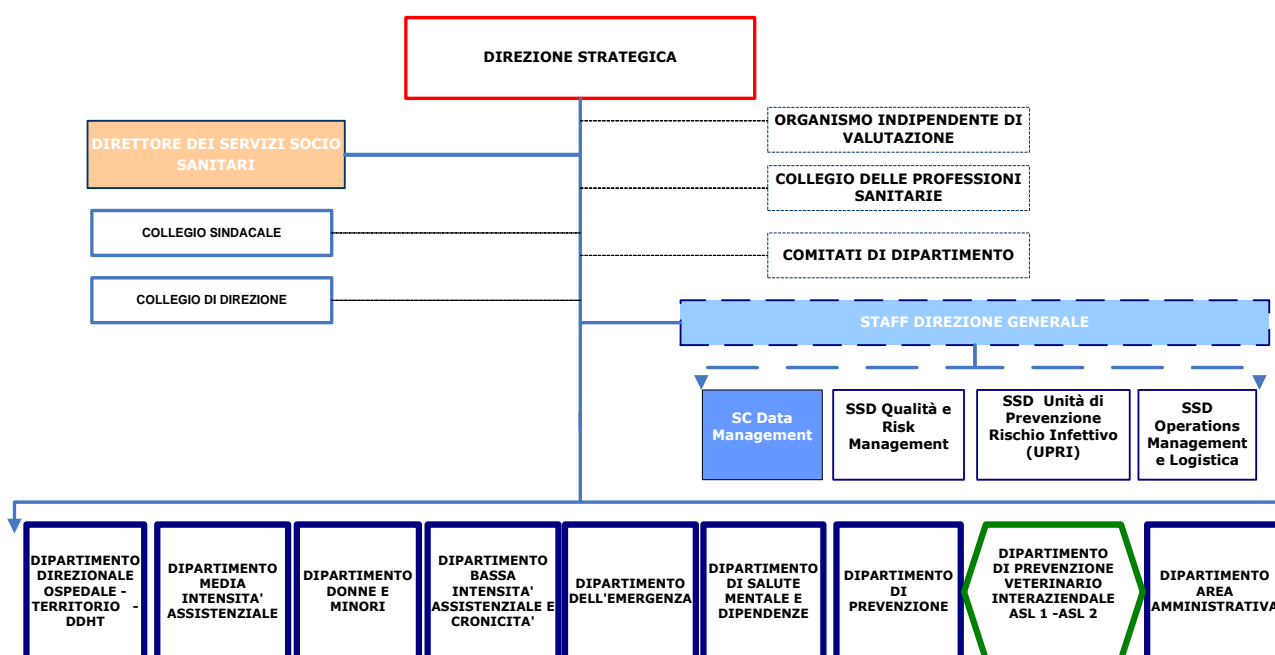 DIREZIONE STRATEGICA
ORGANISMO INDIPENDENTE DI
VALUTAZIONE
DIRETTORE DEI SERVIZI SOCIO
SANITARI
COLLEGIO DELLE PROFESSIONI
SANITARIE
COLLEGIO SINDACALE
COMITATI DI DIPARTIMENTO
COLLEGIO DI DIREZIONE
STAFF DIREZIONE GENERALE
SC Data
Management
SSD Qualità e
Risk
Management
SSD Unità di
Prevenzione
Rischio Infettivo
(UPRI)
SSD
Operations
Management
e Logistica
DIPARTIMENTO
DIREZIONALE
OSPEDALE -
TERRITORIO -
DDHT
DIPARTIMENTO
MEDIA
INTENSITA'
ASSISTENZIALE
DIPARTIMENTO
DONNE E
MINORI
DIPARTIMENTO
BASSA
INTENSITA'
ASSISTENZIALE E
CRONICITA'
DIPARTIMENTO
DELL'EMERGENZA
DIPARTIMENTO
DI SALUTE
MENTALE E
DIPENDENZE
DIPARTIMENTO
DI
PREVENZIONE
DIPARTIMENTO
DI PREVENZIONE
VETERINARIO
INTERAZIENDALE
ASL 1 -ASL 2
DIPARTIMENTO
AREA
AMMINISTRATIVA